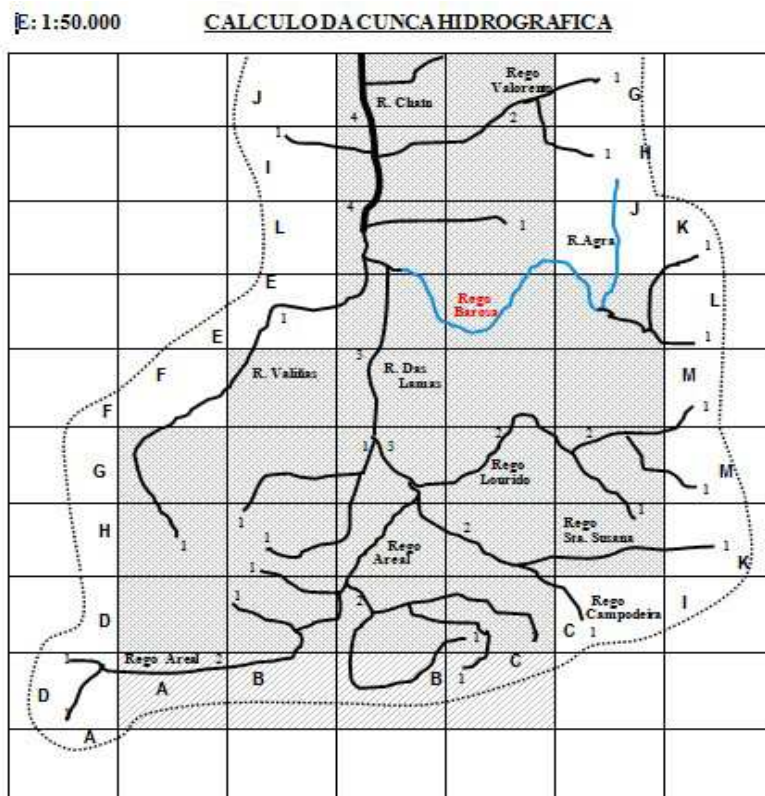 E: 1:50.000
CALCULO DA CUNCA HIDROGRAFICA
J
R. Chain
Rego
Valoreiro
1
G
4
2
1
1
H
I
4
J
L
1
R. Agra
K
1
E
Rego
Barosa
L
1
E
1
F
R. Valiñas
3
R. Das
Lamas
M
F
1
G
1
3
2
2
Rego
Lourido
M
1
1
H
1
1
Rego
Areal
2
1
Rego
Sra. Susana
1
K
1
D
1
2
Rego
Campodeira
I
C
1
1
Rego Areal
2
D
A
B
1
B
C
1
1
A